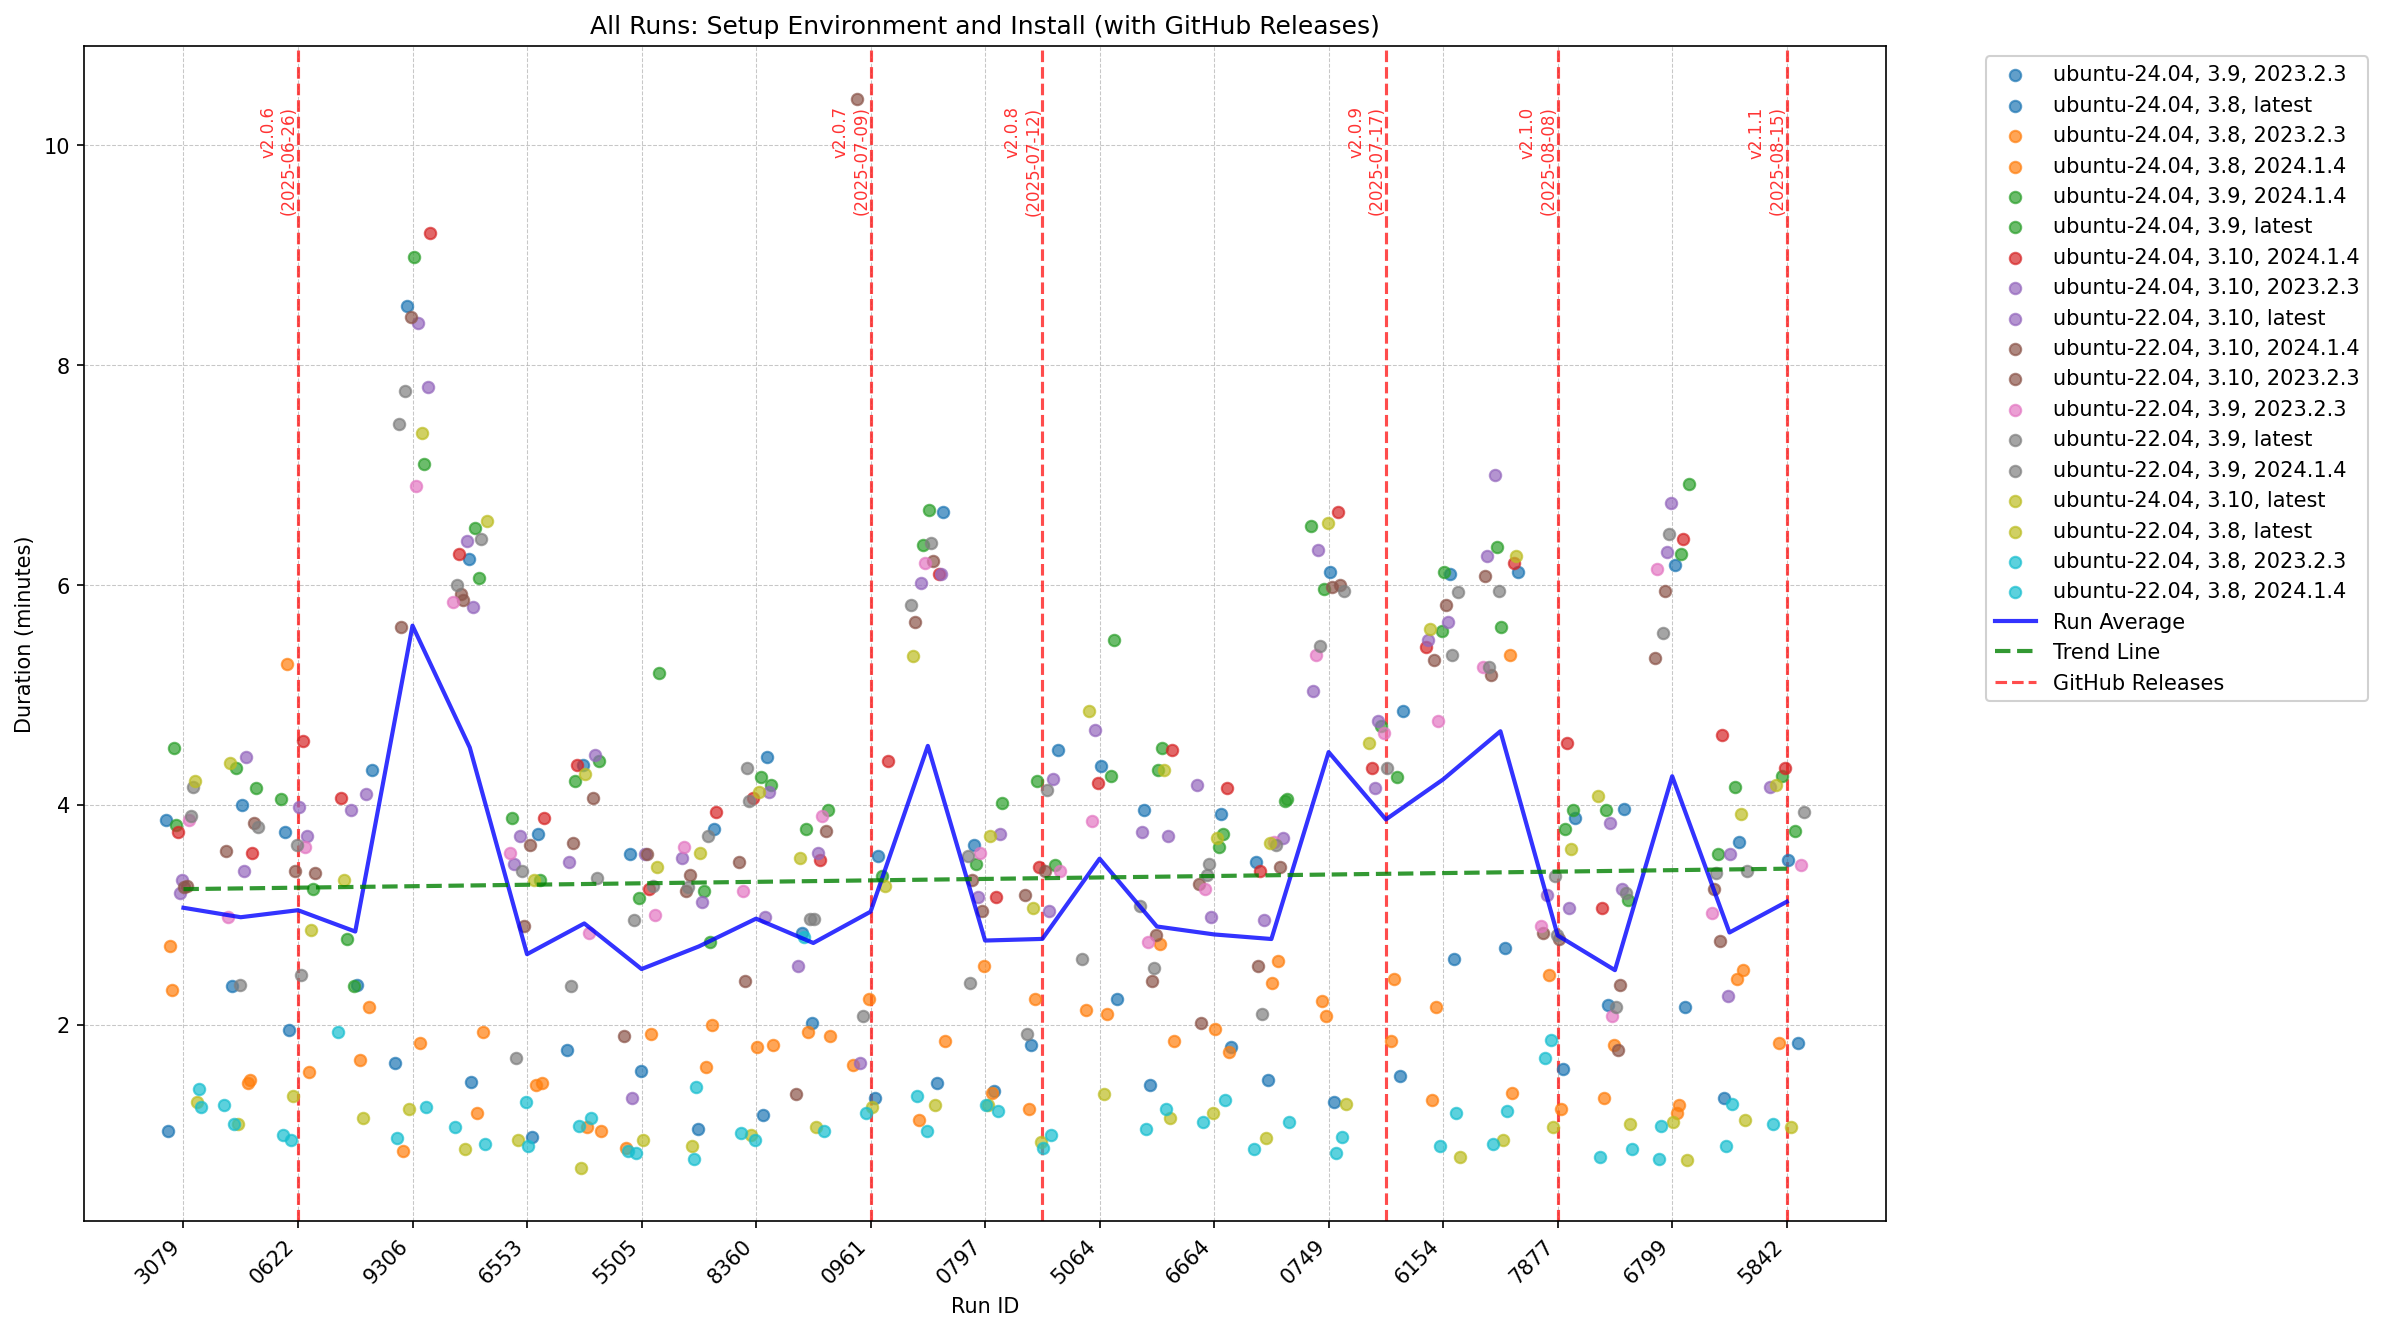 All Runs: Setup Environment and Install (with GitHub Releases)
Duration (minutes)
10
8
6
4
2
v2.0.6
(2025-06-26)
v2.0.7
(2025-07-09)
v2.0.8
(2025-07-12)
v2.0.9
(2025-07-17)
v2.1.0
(2025-08-08)
v2.1.1
(2025-08-15)
3079
0622
9306
6553
5505
8360
0961
0797
5064
6664
0749
6154
7877
6799
5842
Run ID
ubuntu-24.04, 3.9, 2023.2.3
ubuntu-24.04, 3.8, latest
ubuntu-24.04, 3.8, 2023.2.3
ubuntu-24.04, 3.8, 2024.1.4
ubuntu-24.04, 3.9, 2024.1.4
ubuntu-24.04, 3.9, latest
ubuntu-24.04, 3.10, 2024.1.4
ubuntu-24.04, 3.10, 2023.2.3
ubuntu-22.04, 3.10, latest
ubuntu-22.04, 3.10, 2024.1.4
ubuntu-22.04, 3.10, 2023.2.3
ubuntu-22.04, 3.9, 2023.2.3
ubuntu-22.04, 3.9, latest
ubuntu-22.04, 3.9, 2024.1.4
ubuntu-24.04, 3.10, latest
ubuntu-22.04, 3.8, latest
ubuntu-22.04, 3.8, 2023.2.3
ubuntu-22.04, 3.8, 2024.1.4
Run Average
Trend Line
GitHub Releases